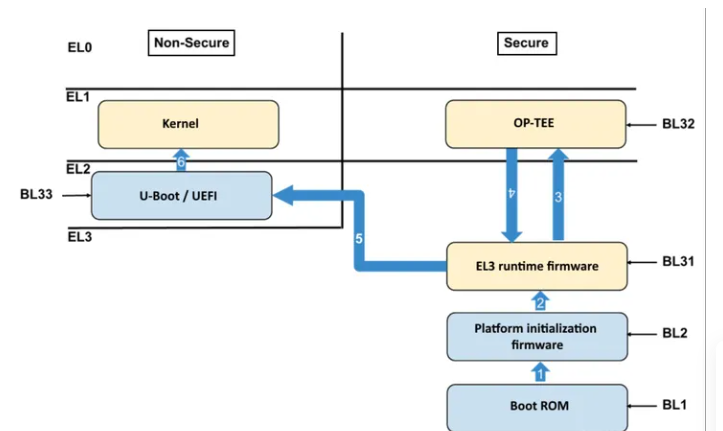 Non-Secure
Secure
EL0
EL1
Kernel
OP-TEE
BL32
EL2
6
4
3
BL33
U-Boot / UEFI
EL3
5
EL3 runtime firmware
BL31
2
Platform initialization
firmware
BL2
1
Boot ROM
BL1